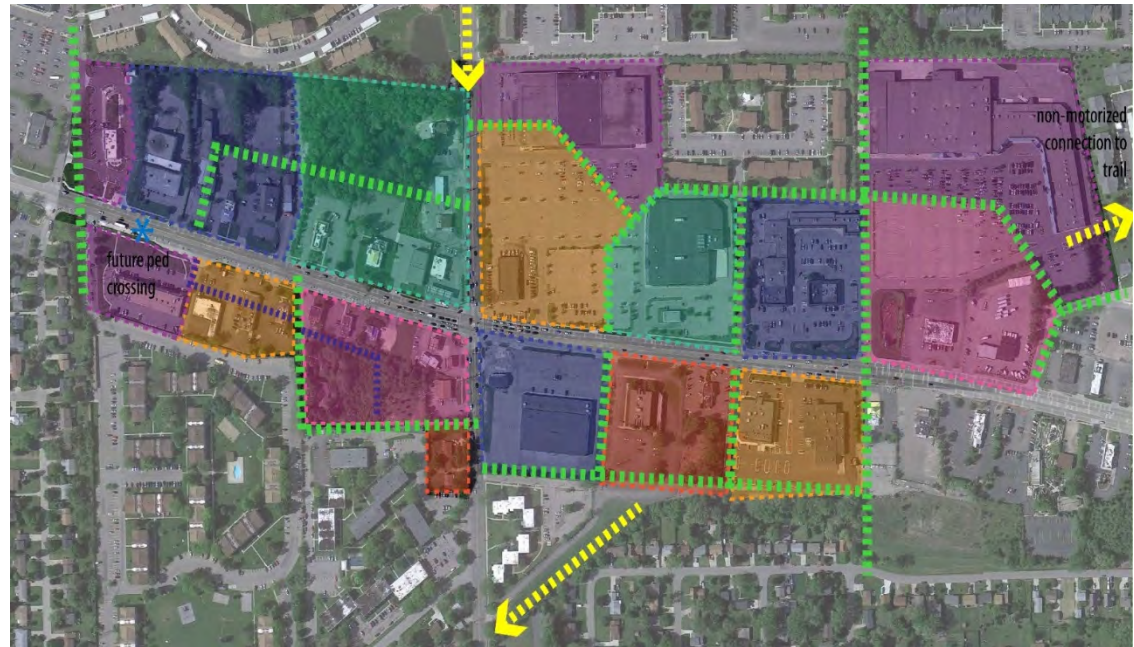 non-motorized
connection to
trail
future ped
crossing